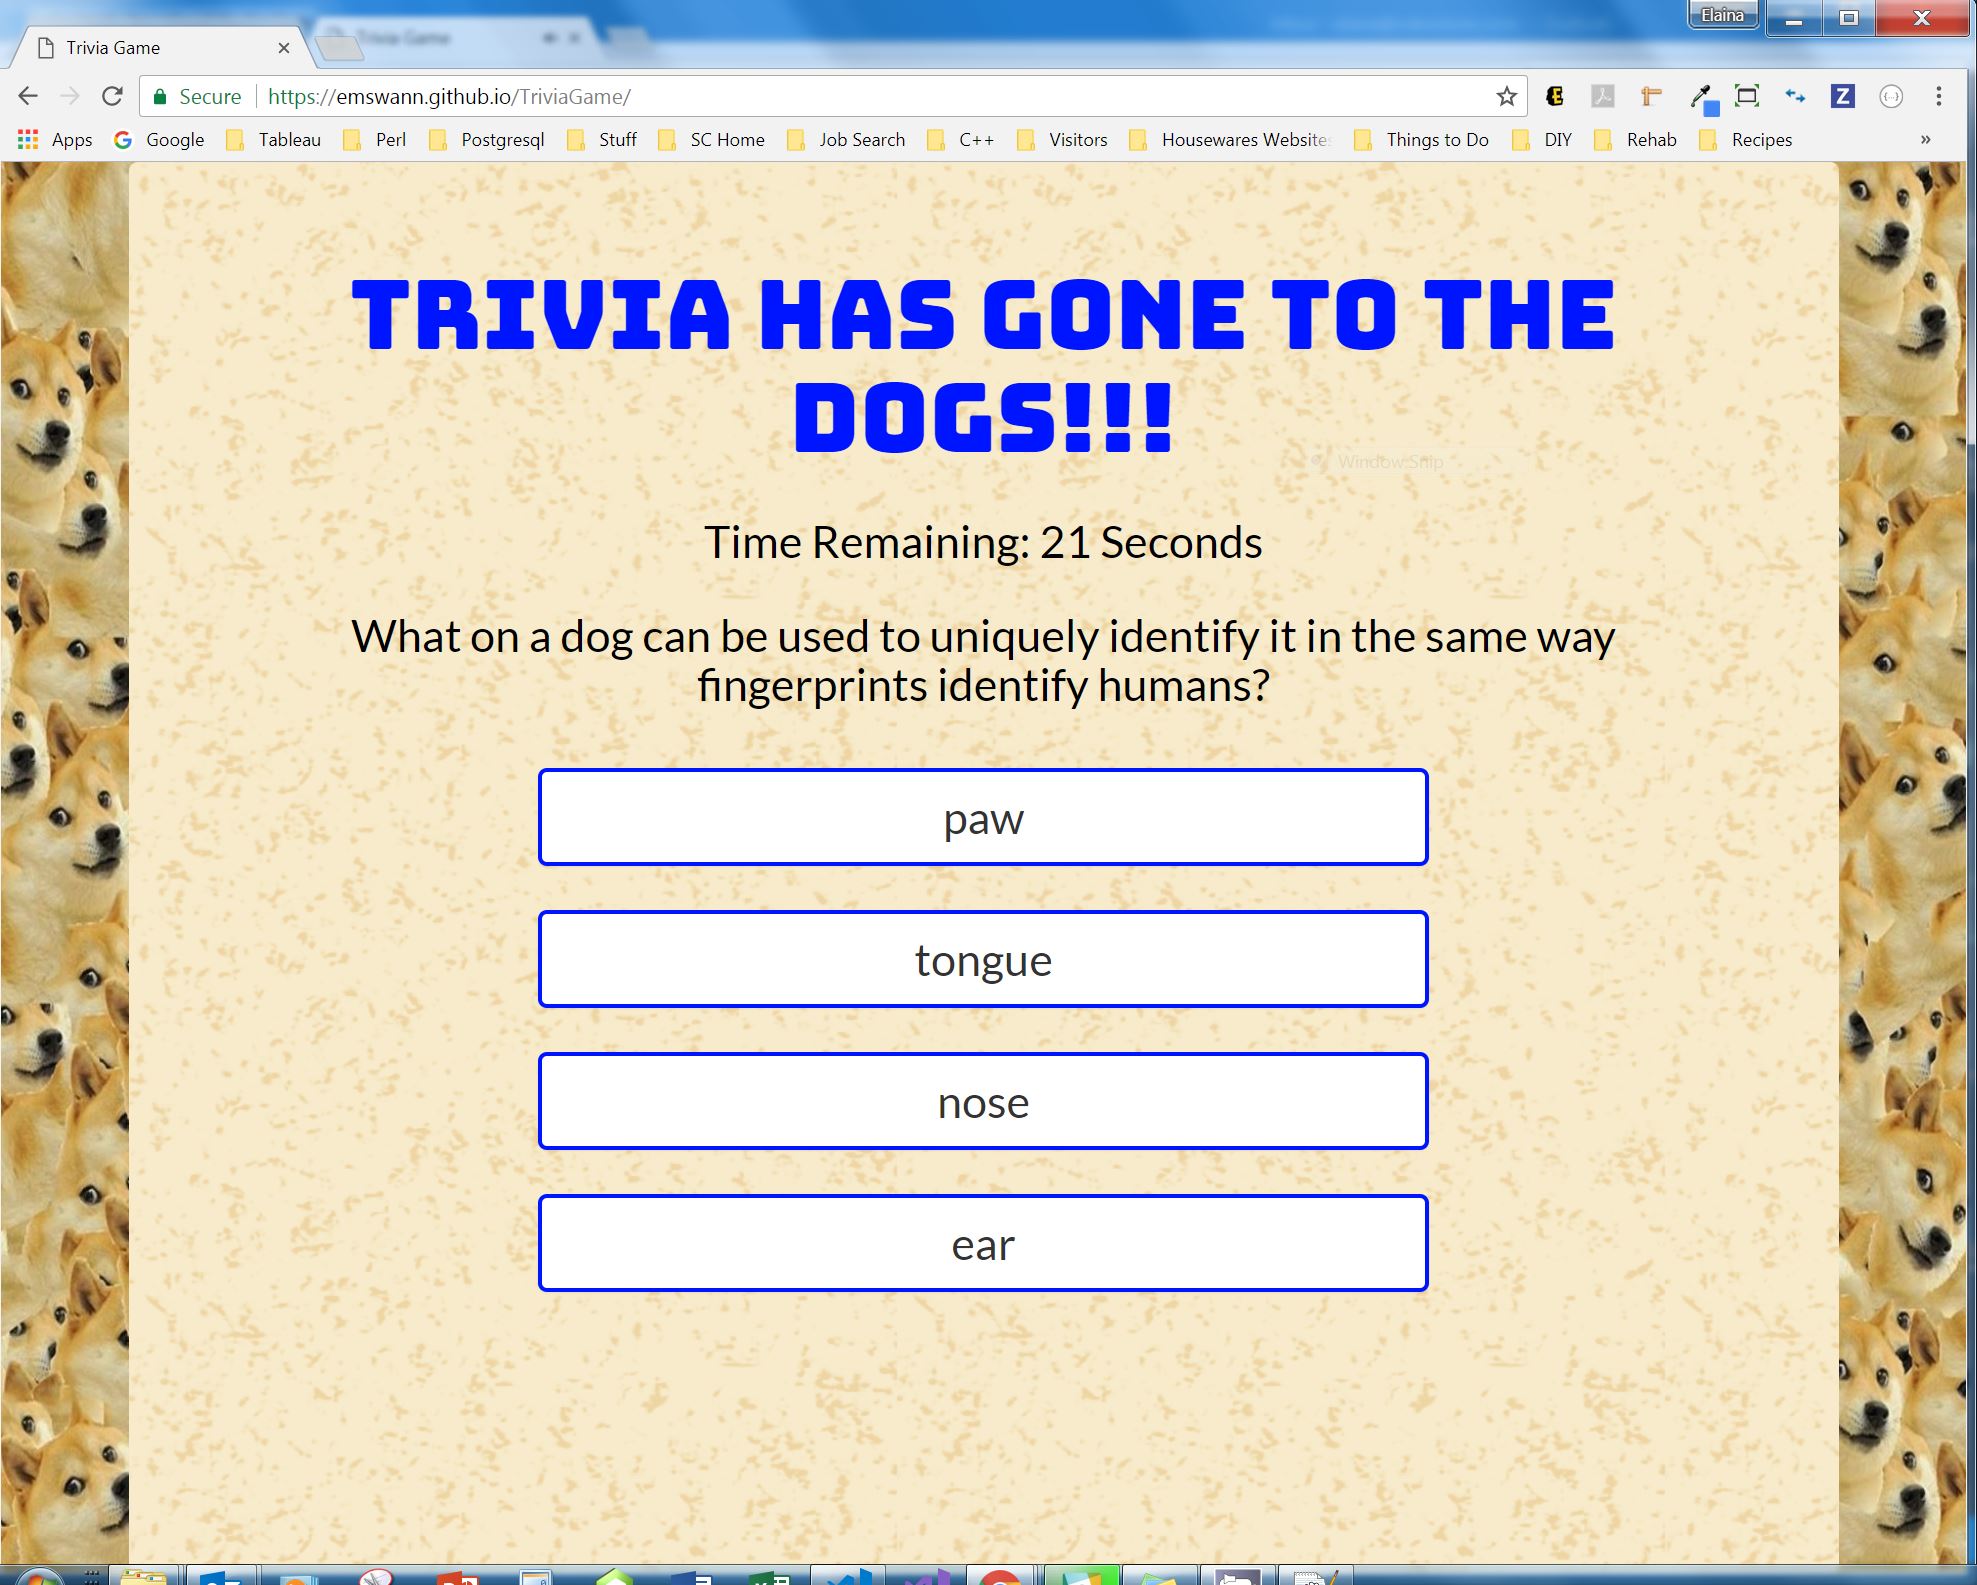 Elaina
Trivia Game
Secure https://emswann.github.io/TriviaGame/
Apps Google Tableau Perl Postgresql Stuff SC Home Job Search C++ Visitors Housewares Websites Things to Do DIY Rehab Recipes »
TRIVIA HAS GONE TO THE
DOGS!!!
Window Snip
Time Remaining: 21 Seconds
What on a dog can be used to uniquely identify it in the same way
fingerprints identify humans?
paw
tongue
nose
ear